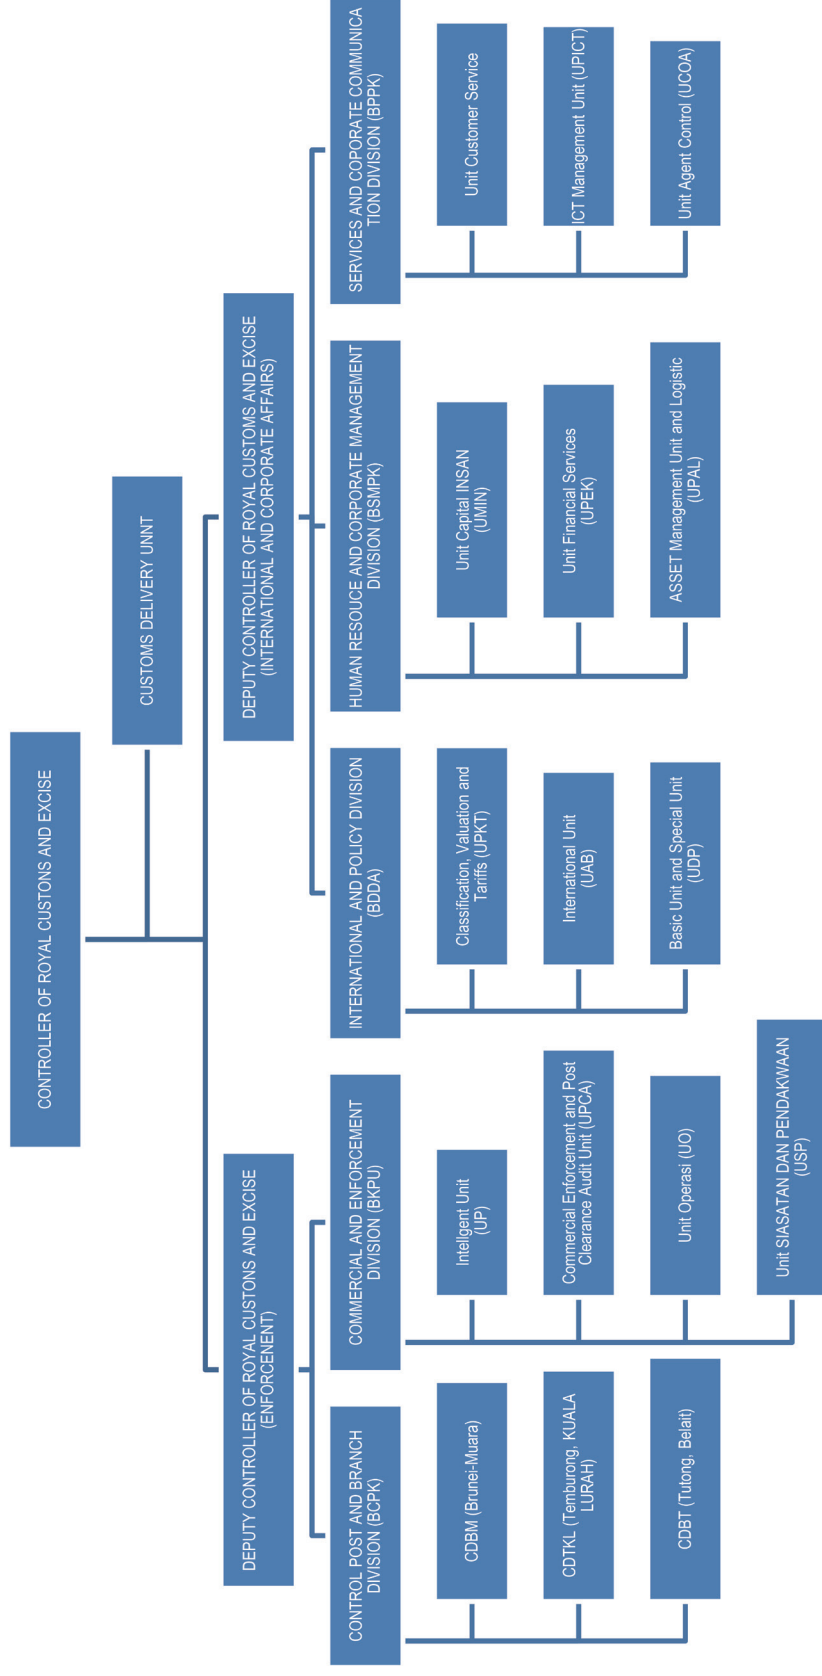 CONTROLLER OF ROYAL CUSTONS AND EXCISE
CUSTOMS DELIVERY UNNT
DEPUTY CONTROLLER OF ROYAL CUSTONS AND EXCISE
(ENFORCENENT)
DEPUTY CONTROLLER OF ROYAL CUSTOMS AND EXCISE
(INTERNATIONAL AND CORPORATE AFFAIRS)
CONTROL POST AND BRANCH
DIVISION (BCPK)
CDBM (Brunei-Muara)
CDTKL (Temburong, KUALA
LURAH)
CDBT (Tutong, Belait)
COMMERCIAL AND ENFORCEMENT
DIVISION (BKPU)
Intellgent Unit
(UP)
Commercial Enforcement and Post
Clearance Audit Unit (UPCA)
Unit Operasi (UO)
Unit SIASATAN DAN PENDAKWAAN
(USP)
INTERNATIONAL AND POLICY DIVISION
(BDDA)
Classification, Valuation and
Tariffs (UPKT)
International Unit
(UAB)
Basic Unit and Special Unit
(UDP)
HUMAN RESOUCE AND CORPORATE MANAGEMENT
DIVISION (BSMPK)
Unit Capital INSAN
(UMIN)
Unit Financial Services
(UPEK)
ASSET Management Unit and Logistic
(UPAL)
SERVICES AND COPORATE COMMUNICA
TION DIVISION (BPPK)
Unit Customer Service
ICT Management Unit (UPICT)
Unit Agent Control (UCOA)